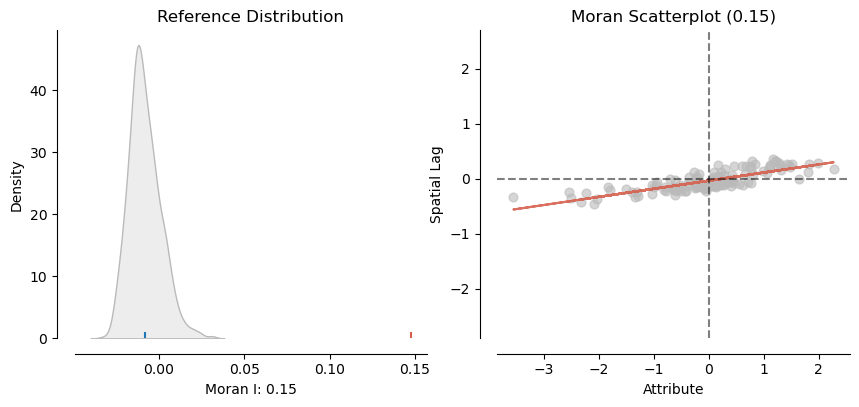 Reference Distribution
Density
40
30
20
10
0
0.00 0.05 0.10 0.15
Moran I: 0.15
Moran Scatterplot (0.15)
Spatial Lag
2
1
0
−1
−2
−3 −2 −1 0 1 2
Attribute